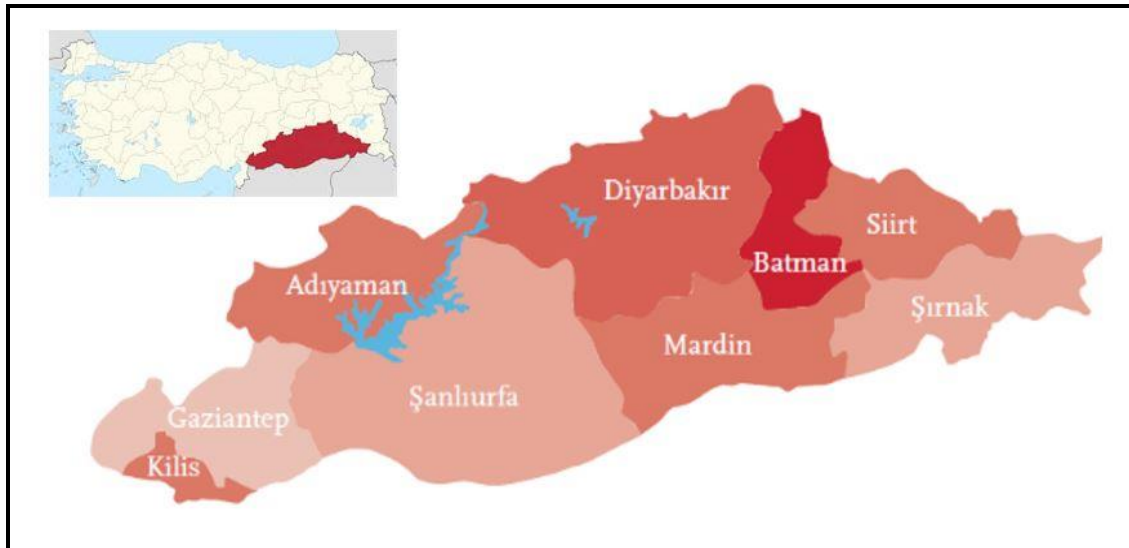 Diyarbakır
Siirt
Batman
Adıyaman
Şırnak
Mardin
Şanlıurfa
Gaziantep
Kilis